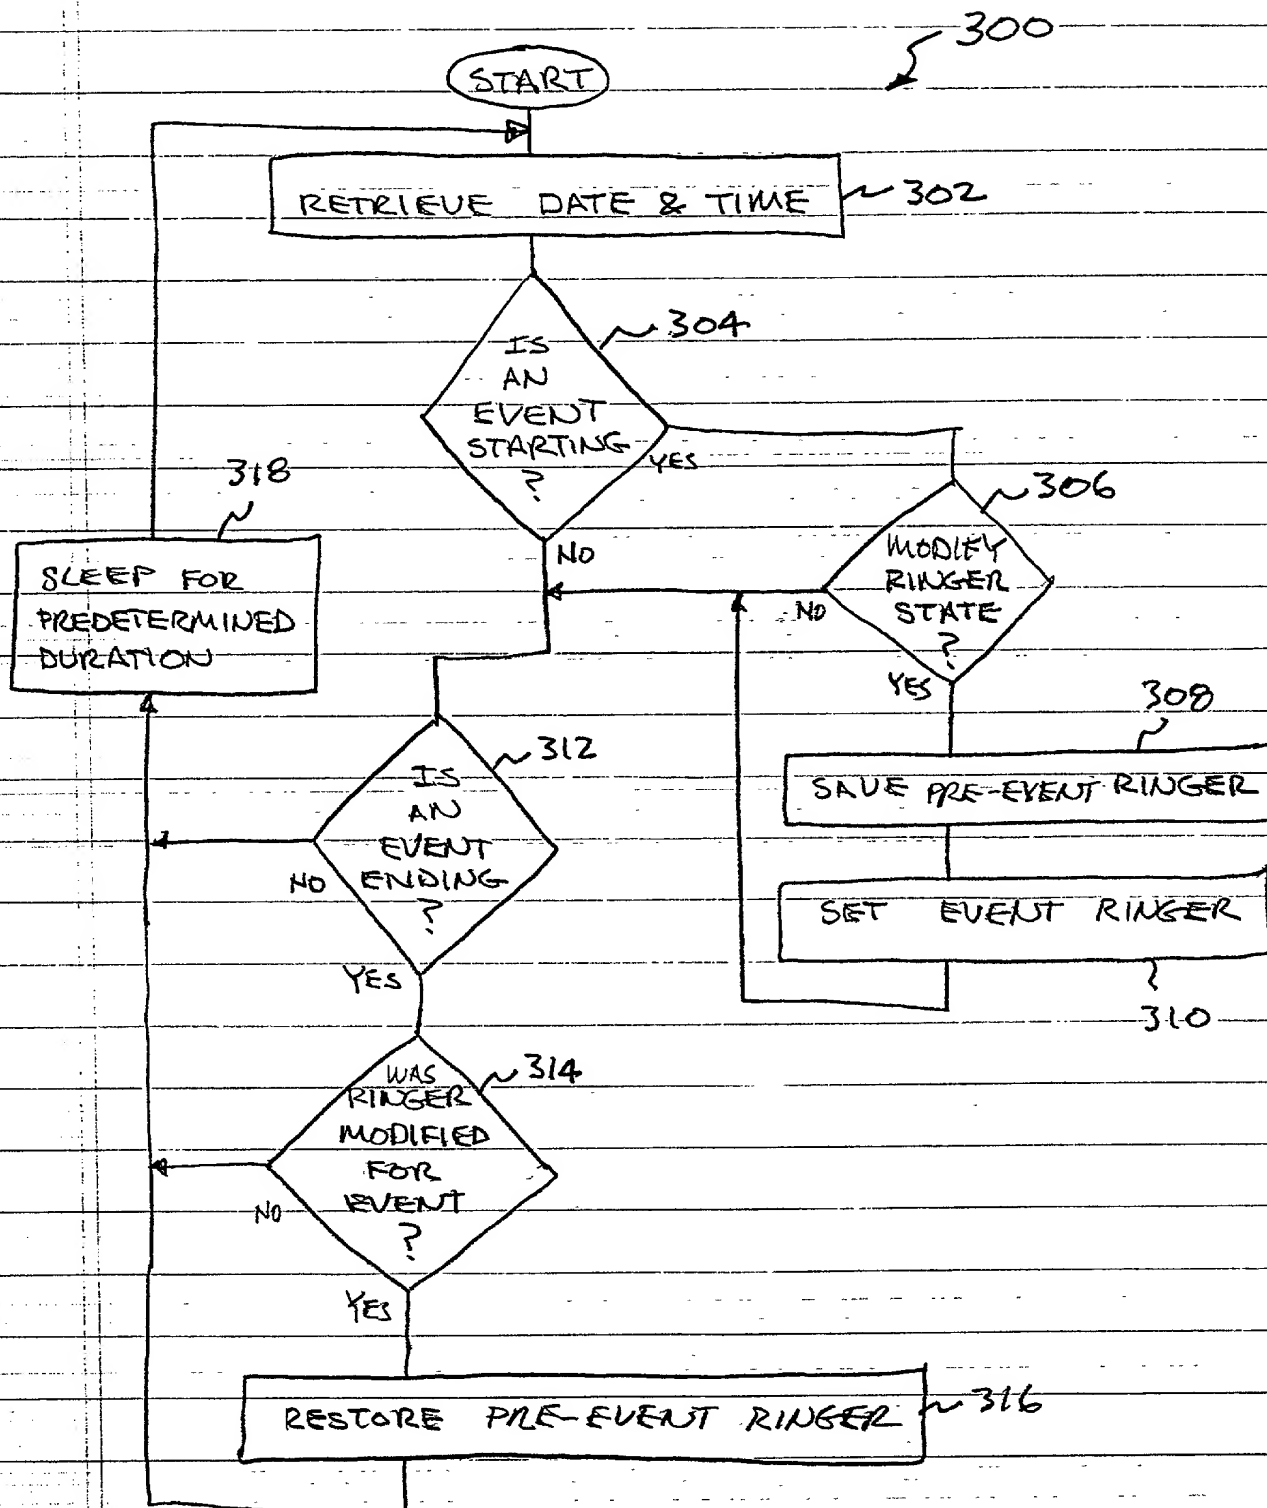 300
START
RETRIEVE DATE & TIME
302
304
IS
AN
EVENT
STARTING
?
YES
NO
306
MODIFY
RINGER
STATE
?
NO
YES
318
SLEEP FOR
PREDETERMINED
DURATION
308
SAVE PRE-EVENT RINGER
SET EVENT RINGER
310
312
IS
AN
EVENT
ENDING
?
NO
YES
314
WAS
RINGER
MODIFIED
FOR
EVENT
?
NO
YES
RESTORE PRE-EVENT RINGER
316